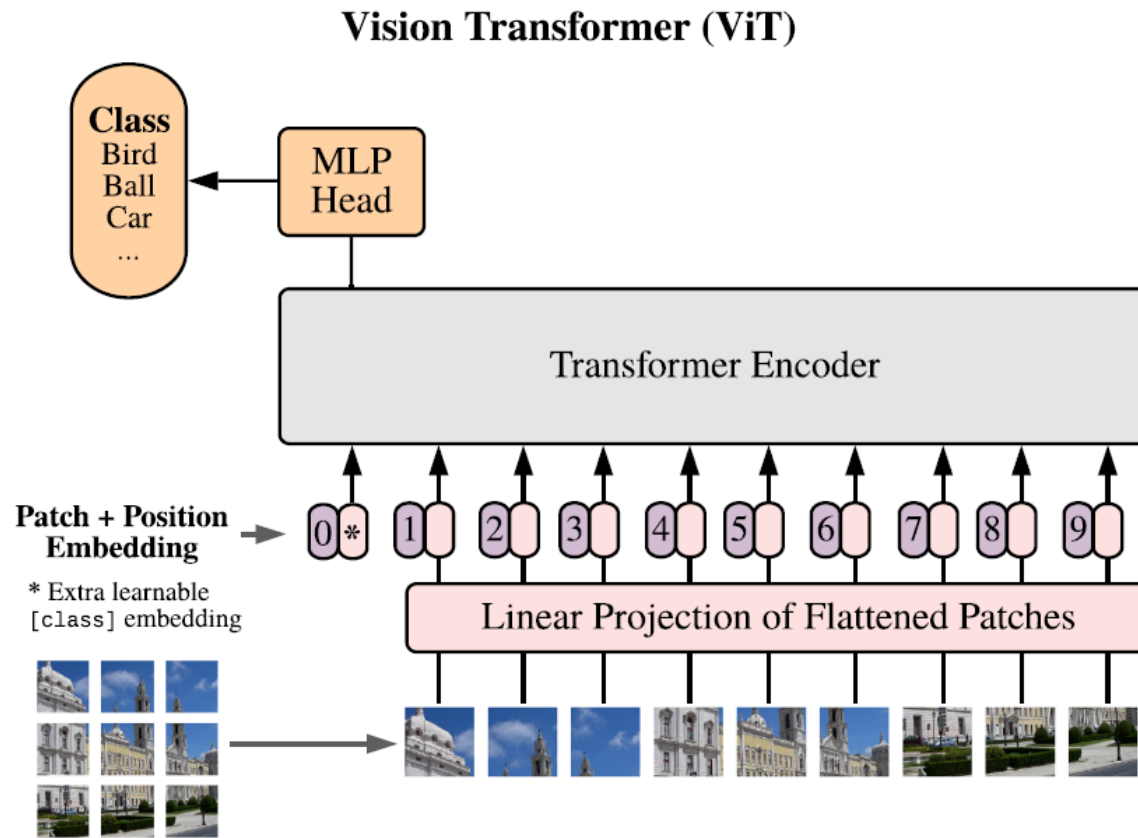 Vision Transformer (ViT)
Class
Bird
Ball
Car
...
MLP
Head
Transformer Encoder
Patch + Position
Embedding
0 * 1 2 3 4 5 6 7 8 9
* Extra learnable
[class] embedding
Linear Projection of Flattened Patches